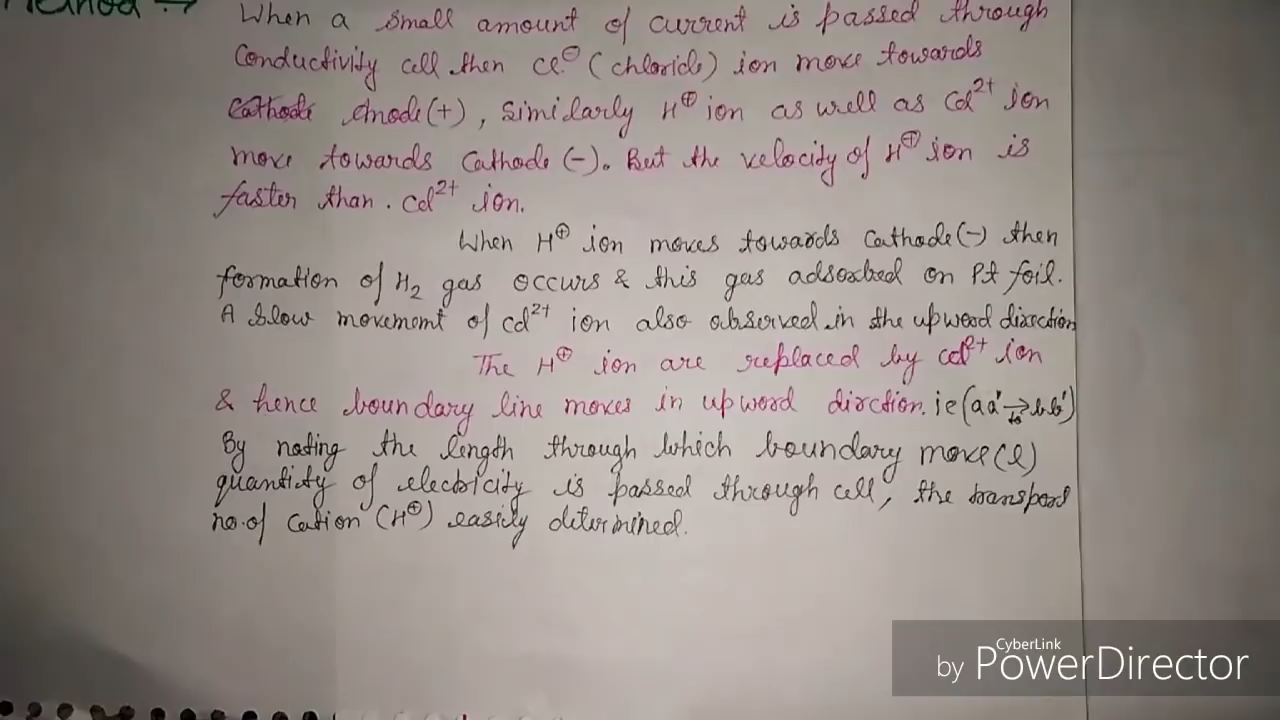 Method :→
When a small amount of current is passed through
Conductivity cell then Cl⊖ (chloride) ion move towards
Cathode Anode(+), similarly H⊕ ion as well as Cd²⁺ ion
move towards Cathode (-). But the velocity of H⊕ ion is
faster than . Cd²⁺ ion.
When H⊕ ion moves towards Cathode(-) then
formation of H₂ gas occurs & this gas adsorbed on Pt foil.
A slow movement of Cd²⁺ ion also observed in the upword dirction
The H⊕ ion are replaced by Cd²⁺ ion
& hence boundary line moves in upword dirction. ie (aa' →to bb')
By noting the length through which boundary move(l)
quantity of electricity is passed through cell, the transport
no. of Cation (H⊕) easily determined.
CyberLink
by PowerDirector